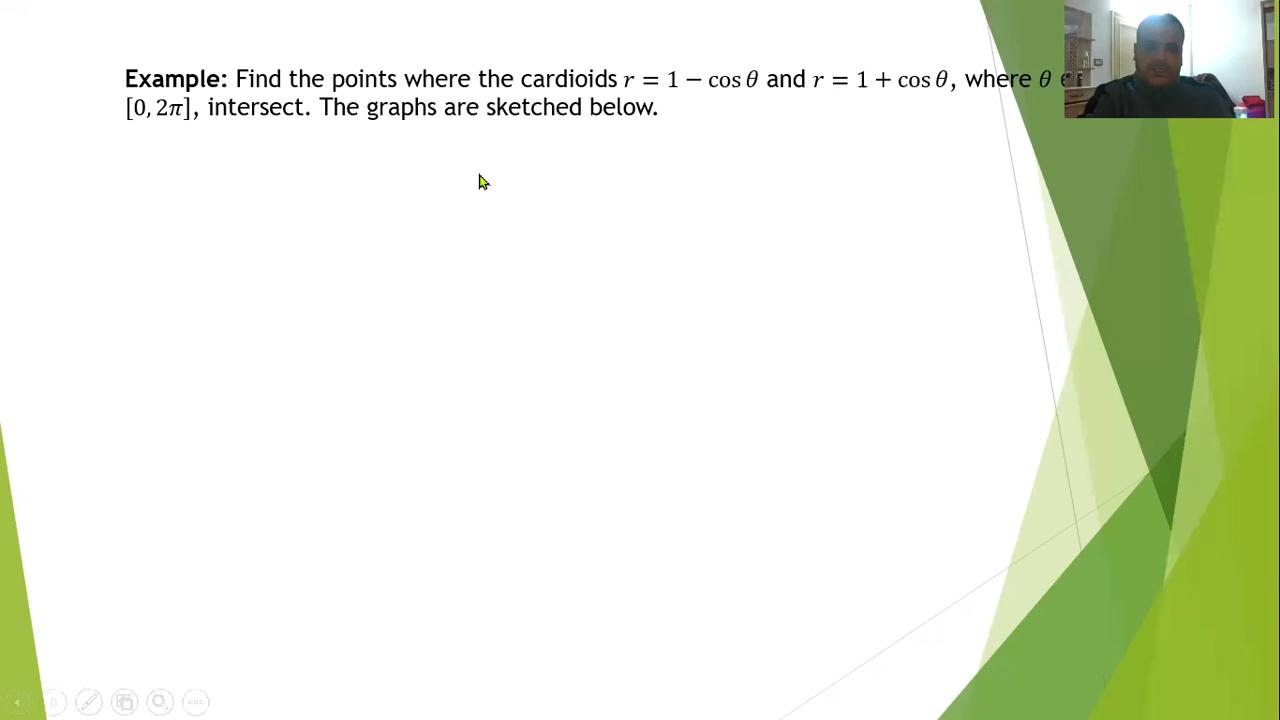 Example: Find the points where the cardioids r = 1 − cos θ and r = 1 + cos θ, where θ
[0, 2π], intersect. The graphs are sketched below.